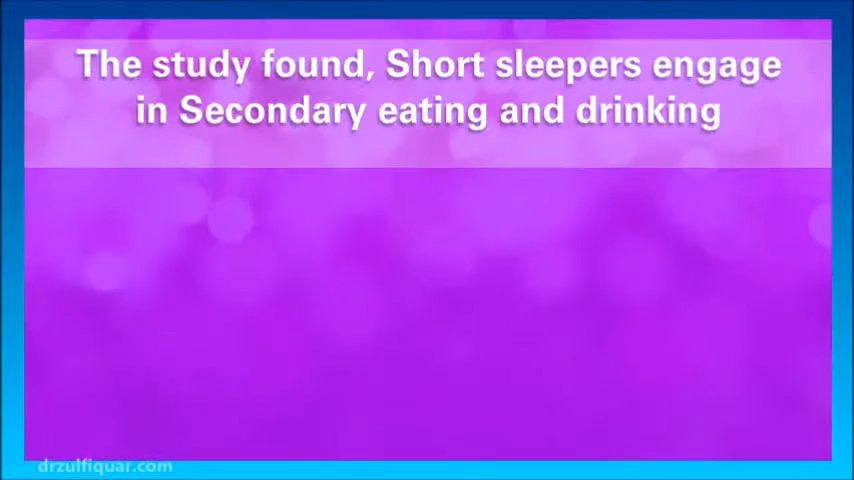 The study found, Short sleepers engage
in Secondary eating and drinking
drzulfiquar.com